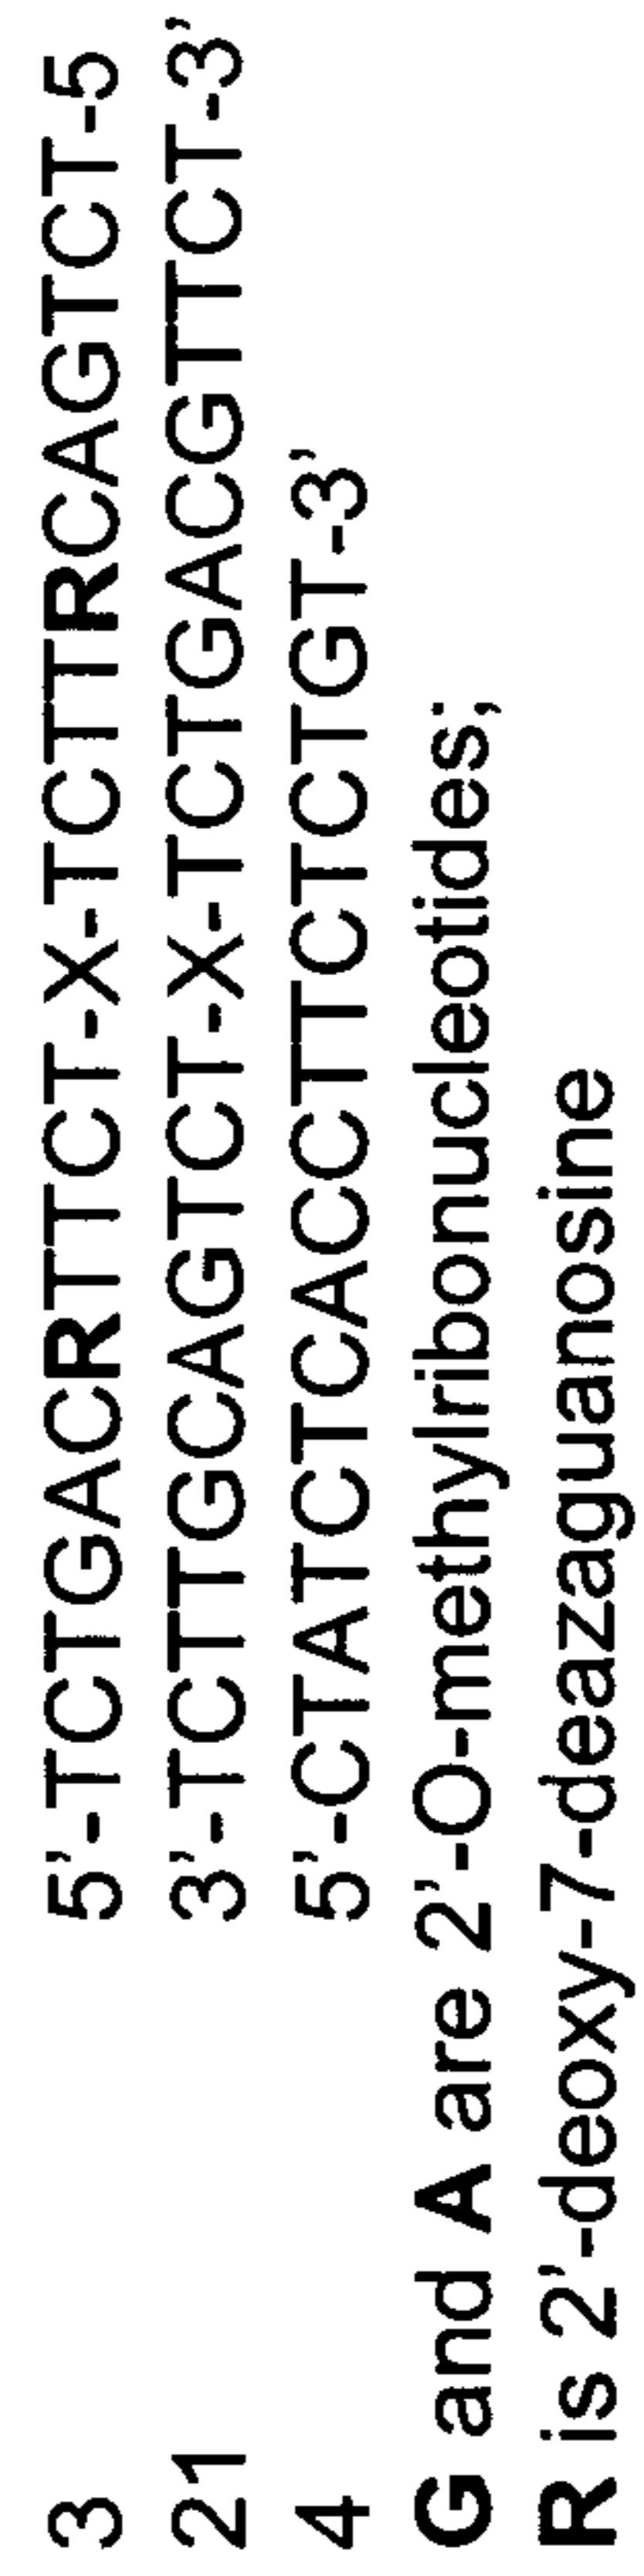 3 5'-TCTGACRTTCT-X-TCTTRCAGTCT-5
21 3'-TCTTGCAGTCT-X-TCTGACGTTCT-3'
4 5'-CTATCTCACCTTCTCTGT-3'
G and A are 2'-O-methylribonucleotides;
R is 2'-deoxy-7-deazaguanosine